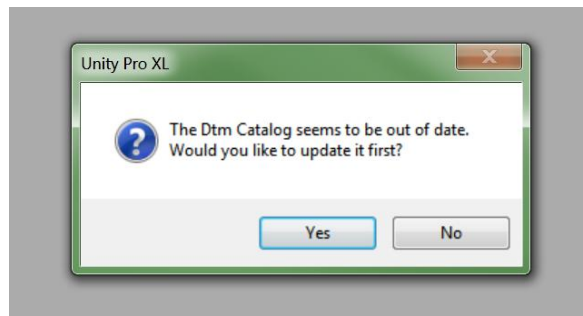 Unity Pro XL
The Dtm Catalog seems to be out of date.
Would you like to update it first?
Yes
No